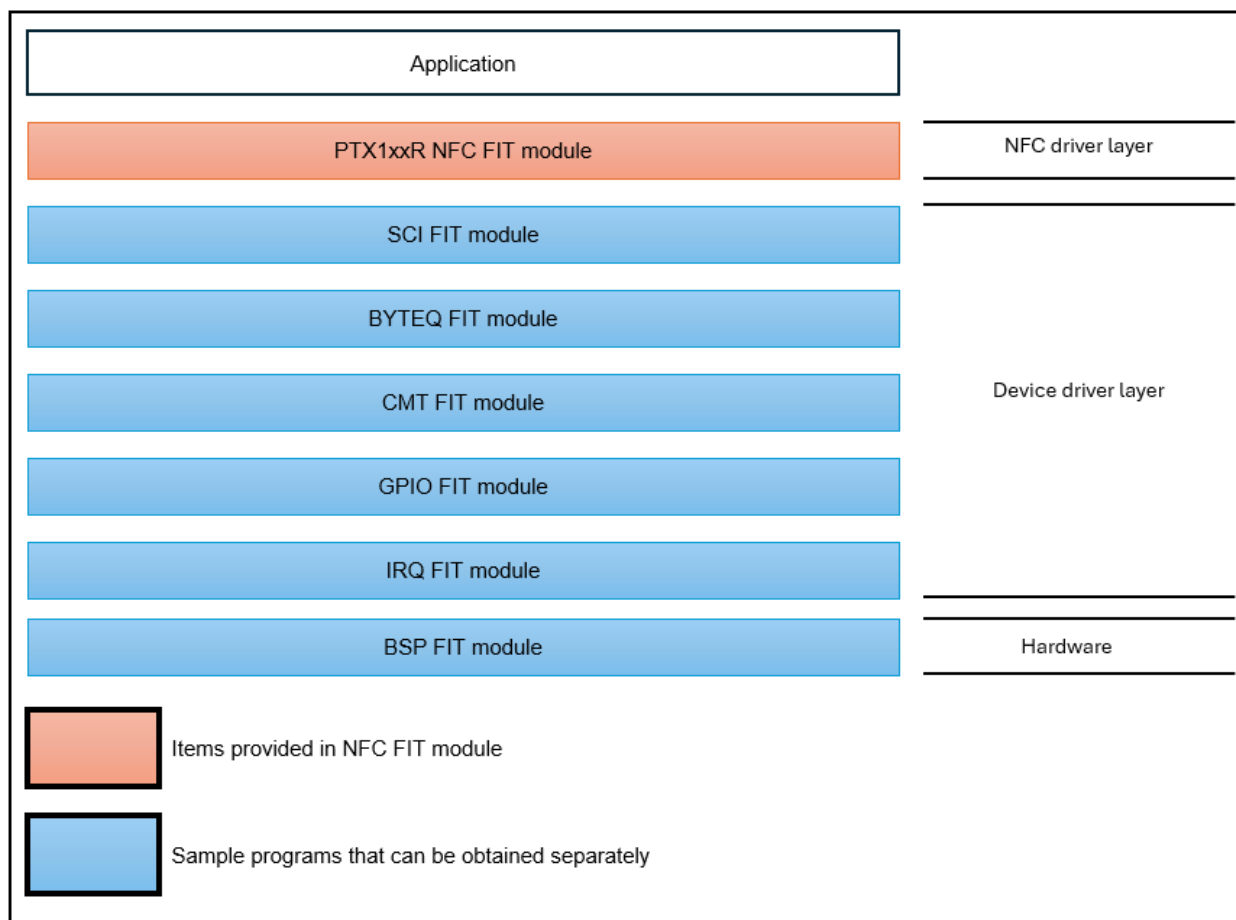 Application
PTX1xxR NFC FIT module
NFC driver layer
SCI FIT module
BYTEQ FIT module
CMT FIT module
Device driver layer
GPIO FIT module
IRQ FIT module
BSP FIT module
Hardware
Items provided in NFC FIT module
Sample programs that can be obtained separately